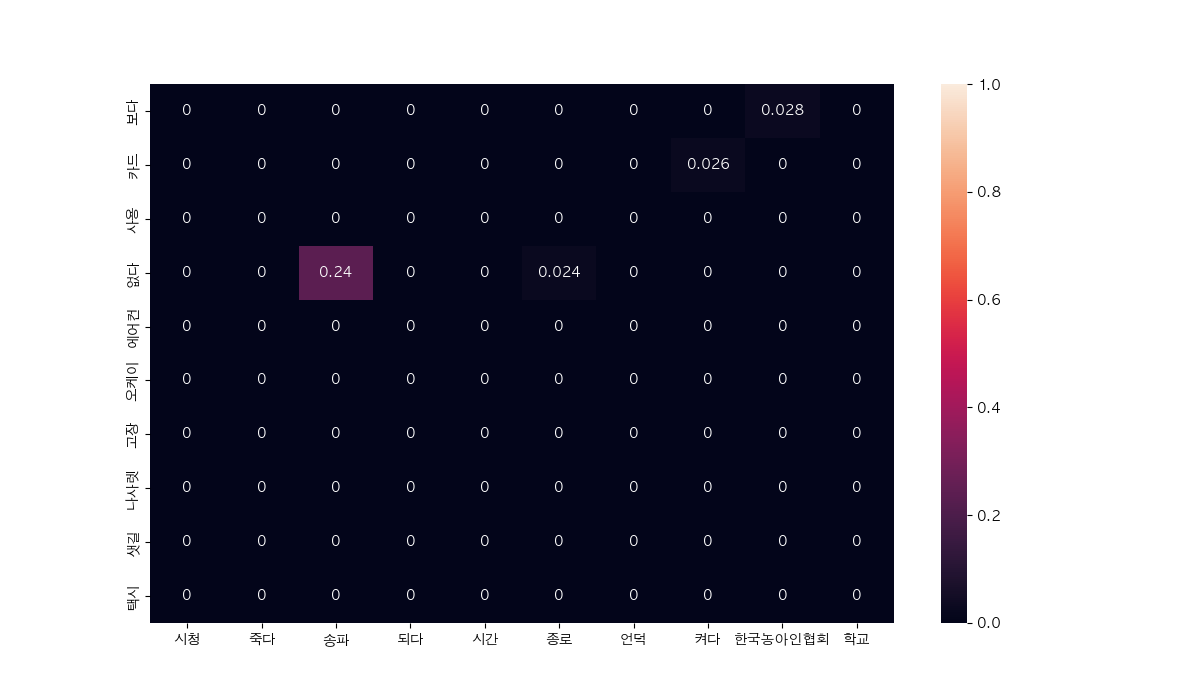 보다 0 0 0 0 0 0 0 0 0.028 0 1.0
카드 0 0 0 0 0 0 0 0.026 0 0 0.8
사용 0 0 0 0 0 0 0 0 0 0
없다 0 0 0.24 0 0 0.024 0 0 0 0 0.6
에어컨 0 0 0 0 0 0 0 0 0 0
오케이 0 0 0 0 0 0 0 0 0 0 0.4
고장 0 0 0 0 0 0 0 0 0 0
나사렛 0 0 0 0 0 0 0 0 0 0 0.2
샛길 0 0 0 0 0 0 0 0 0 0
택시 0 0 0 0 0 0 0 0 0 0 0.0
시청 죽다 송파 되다 시간 종로 언덕 켜다 한국농아인협회 학교